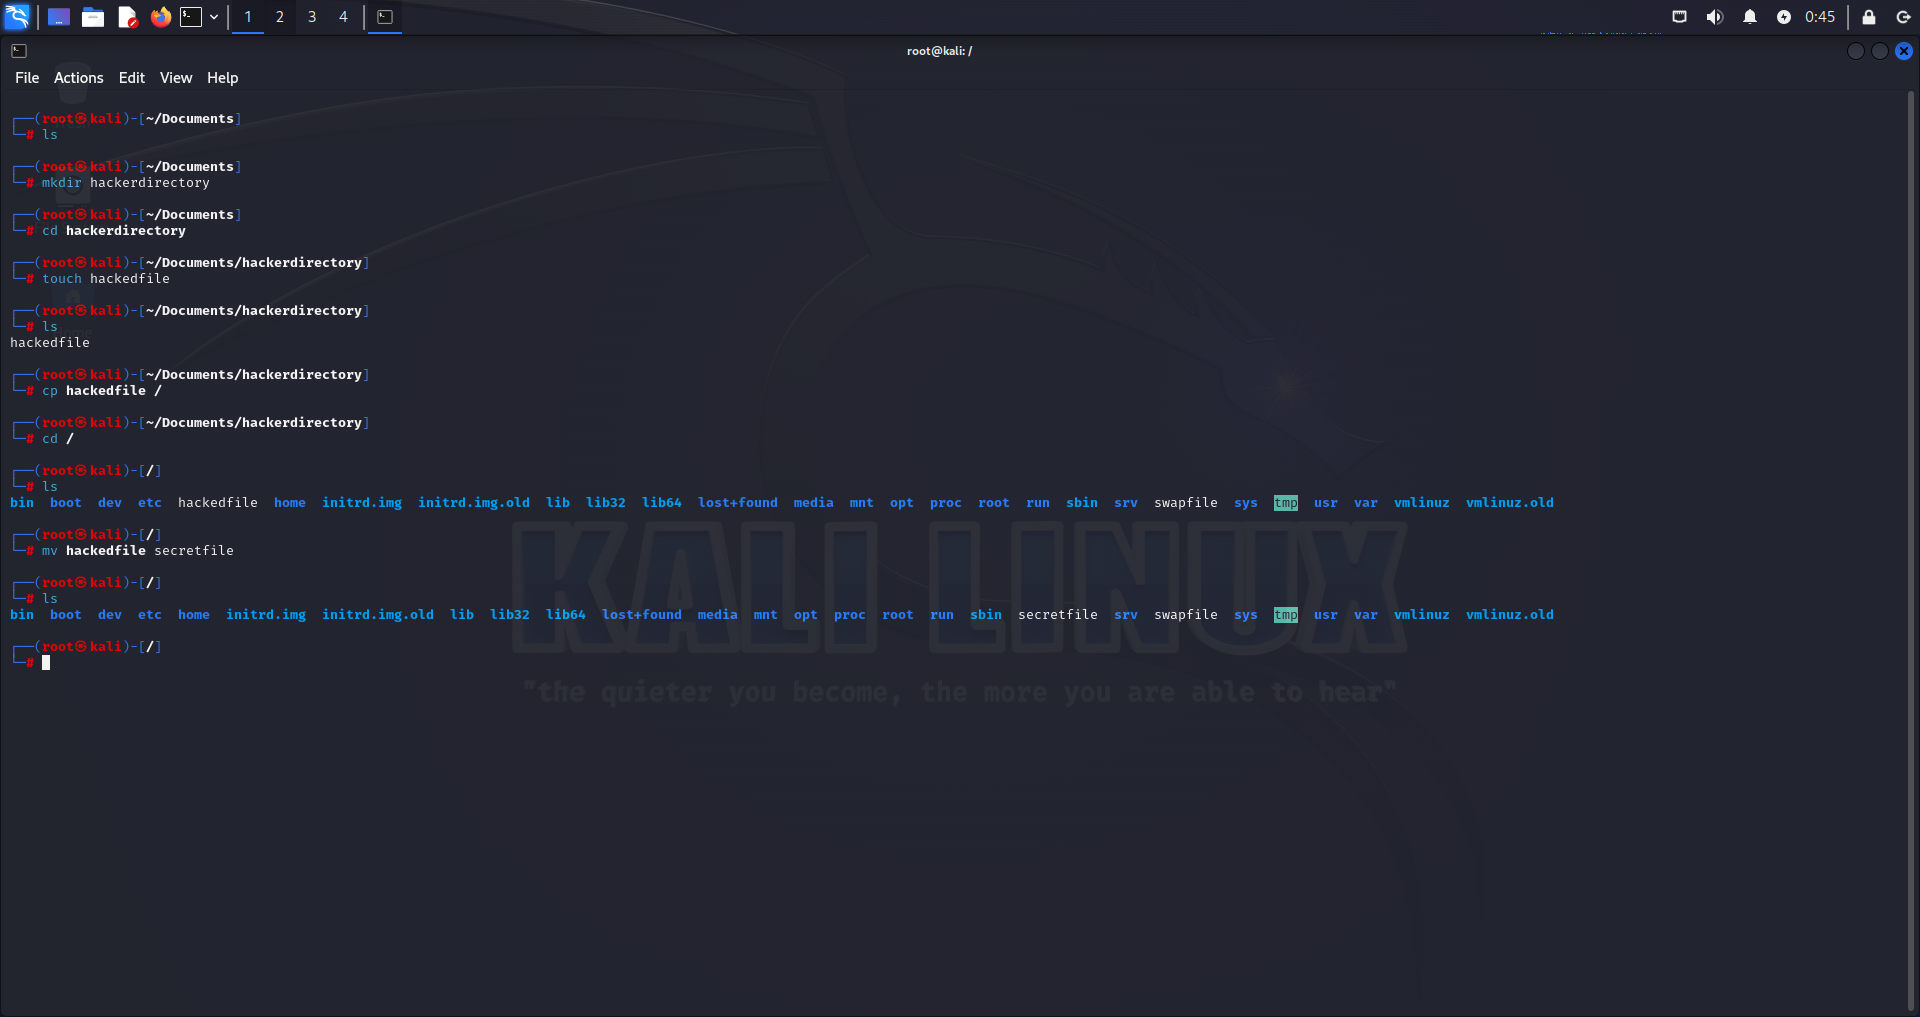 1 2 3 4 0:45
root@kali: /
File Actions Edit View Help
┌──(root㉿kali)-[~/Documents]
└─# ls
┌──(root㉿kali)-[~/Documents]
└─# mkdir hackerdirectory
┌──(root㉿kali)-[~/Documents]
└─# cd hackerdirectory
┌──(root㉿kali)-[~/Documents/hackerdirectory]
└─# touch hackedfile
┌──(root㉿kali)-[~/Documents/hackerdirectory]
└─# ls
hackedfile
┌──(root㉿kali)-[~/Documents/hackerdirectory]
└─# cp hackedfile /
┌──(root㉿kali)-[~/Documents/hackerdirectory]
└─# cd /
┌──(root㉿kali)-[/]
└─# ls
bin boot dev etc hackedfile home initrd.img initrd.img.old lib lib32 lib64 lost+found media mnt opt proc root run sbin srv swapfile sys tmp usr var vmlinuz vmlinuz.old
┌──(root㉿kali)-[/]
└─# mv hackedfile secretfile
┌──(root㉿kali)-[/]
└─# ls
bin boot dev etc home initrd.img initrd.img.old lib lib32 lib64 lost+found media mnt opt proc root run sbin secretfile srv swapfile sys tmp usr var vmlinuz vmlinuz.old
┌──(root㉿kali)-[/]
└─#
KALI LINUX
"the quieter you become, the more you are able to hear"